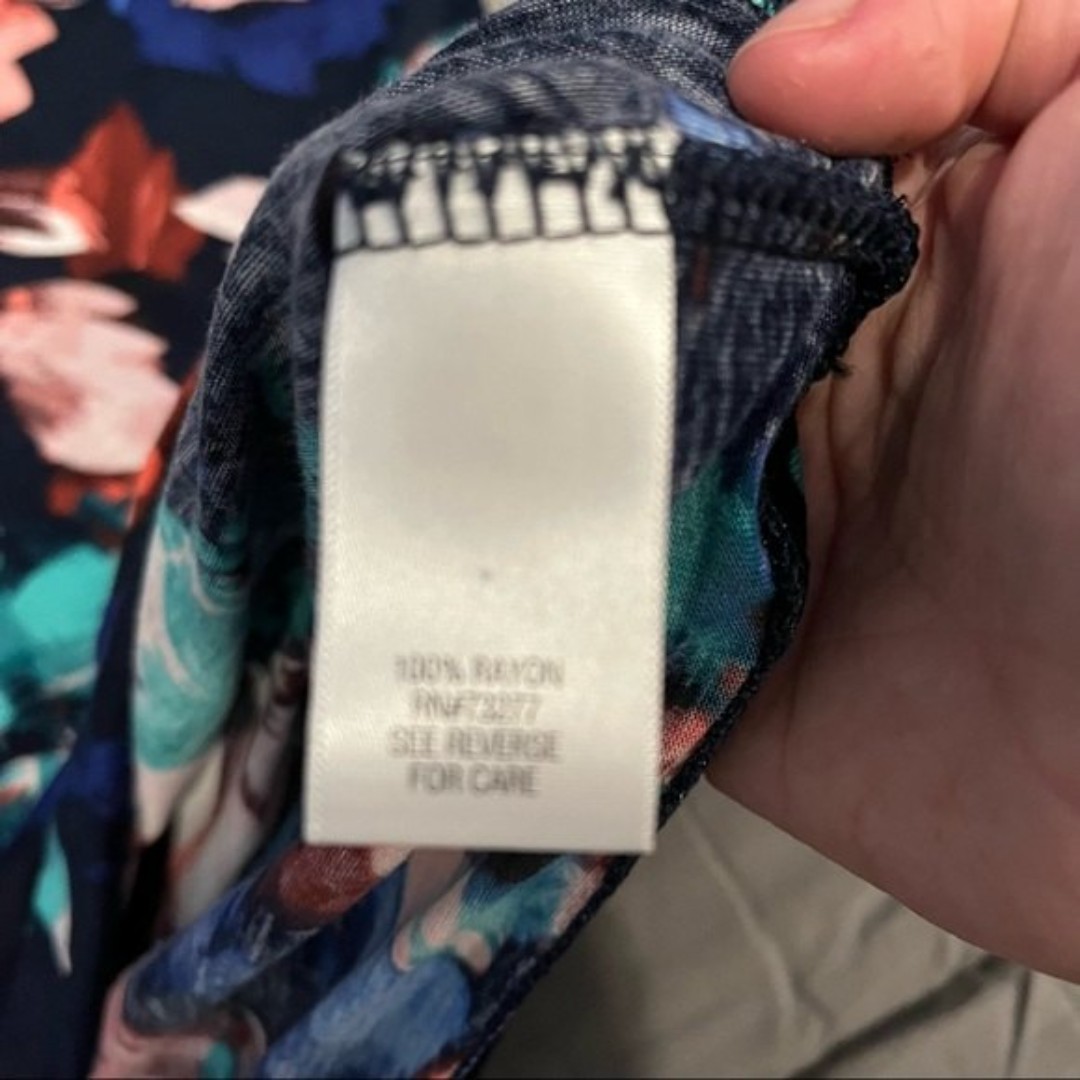 100% RAYON
RN#73277
SEE REVERSE
FOR CARE